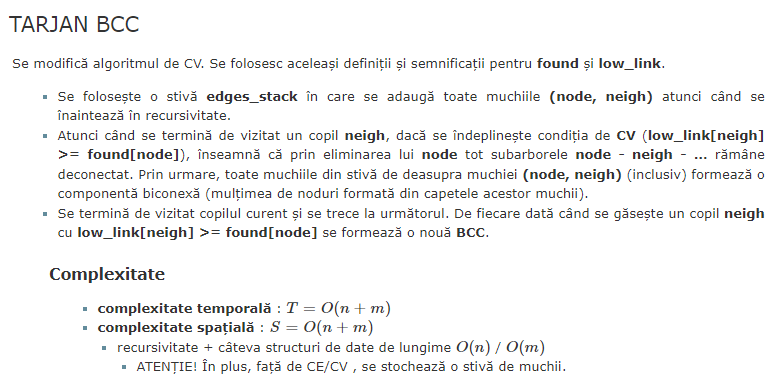 TARJAN BCC
Se modifică algoritmul de CV. Se folosesc aceleași definiții și semnificații pentru found și low_link.
Se folosește o stivă edges_stack în care se adaugă toate muchiile (node, neigh) atunci când se
înaintează în recursivitate.
Atunci când se termină de vizitat un copil neigh, dacă se îndeplinește condiția de CV (low_link[neigh]
>= found[node]), înseamnă că prin eliminarea lui node tot subarborele node - neigh - ... rămâne
deconectat. Prin urmare, toate muchiile din stivă de deasupra muchiei (node, neigh) (inclusiv) formează o
componentă biconexă (mulțimea de noduri formată din capetele acestor muchii).
Se termină de vizitat copilul curent și se trece la următorul. De fiecare dată când se găsește un copil neigh
cu low_link[neigh] >= found[node] se formează o nouă BCC.
Complexitate
complexitate temporală : T = O(n + m)
complexitate spațială : S = O(n + m)
recursivitate + câteva structuri de date de lungime O(n) / O(m)
ATENȚIE! În plus, față de CE/CV , se stochează o stivă de muchii.